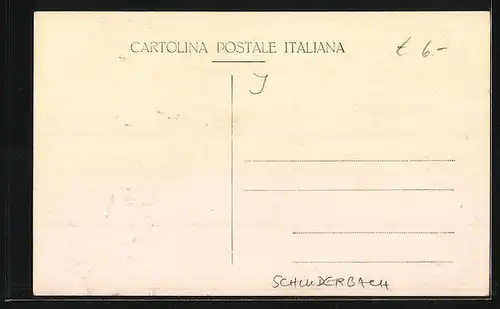 CARTOLINA POSTALE ITALIANA
€ 6.-
J
SCHLUDERBACH